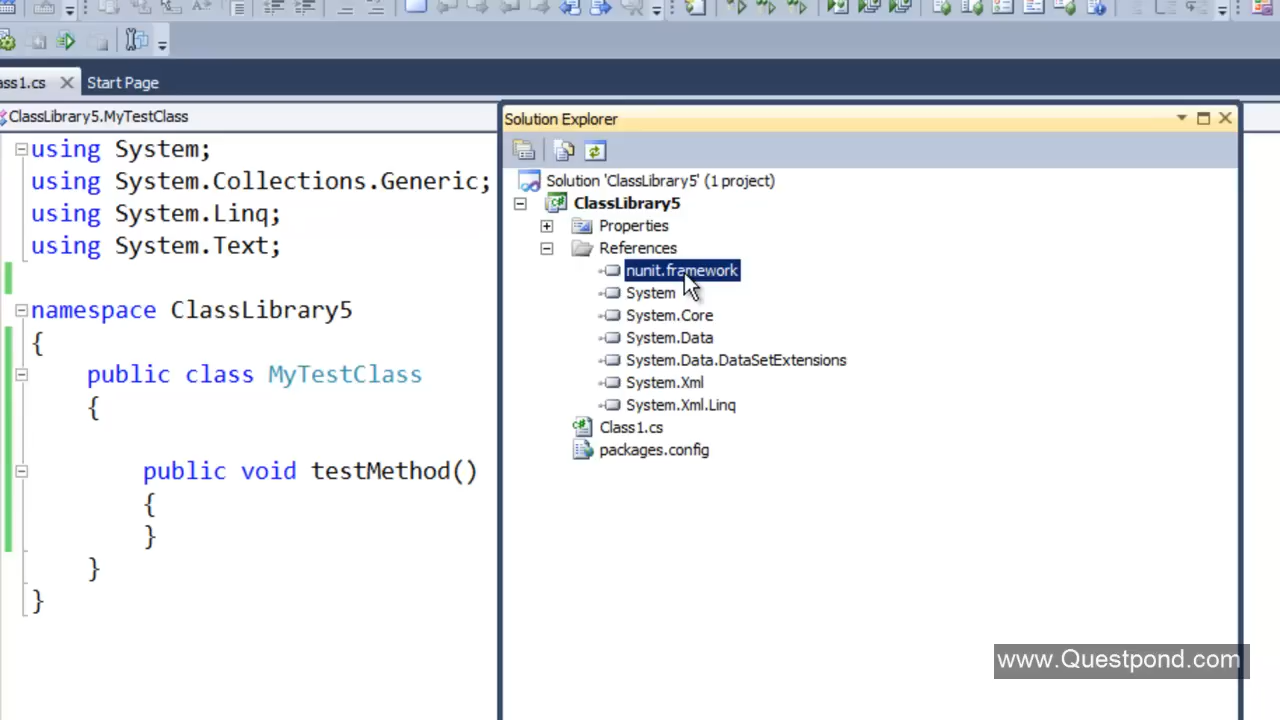 ass1.cs
Start Page
ClassLibrary5.MyTestClass
using System;
using System.Collections.Generic;
using System.Linq;
using System.Text;
namespace ClassLibrary5
{
public class MyTestClass
{
public void testMethod()
{
}
}
}
Solution Explorer
Solution 'ClassLibrary5' (1 project)
ClassLibrary5
Properties
References
nunit.framework
System
System.Core
System.Data
System.Data.DataSetExtensions
System.Xml
System.Xml.Linq
Class1.cs
packages.config
www.Questpond.com